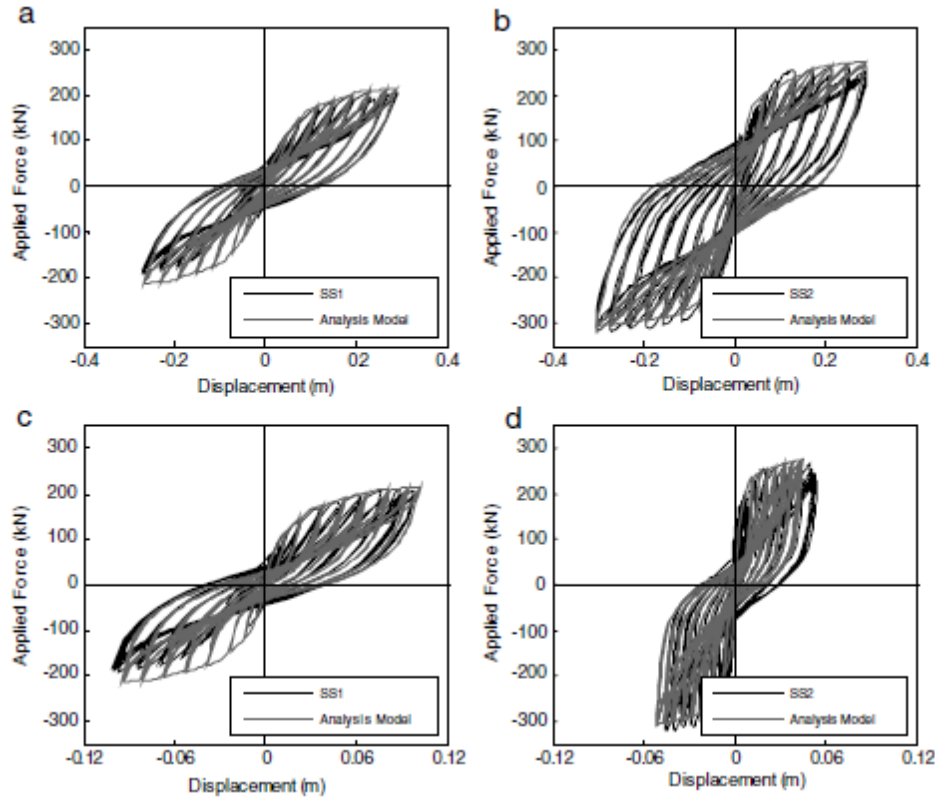 a
300
200
100
0
-100
-200
-300
Applied Force (kN)
SS1
Analysis Model
-0.4
-0.2
0
0.2
0.4
Displacement (m)
b
300
200
100
0
-100
-200
-300
Applied Force (kN)
SS2
Analysis Model
-0.4
-0.2
0
0.2
0.4
Displacement (m)
c
300
200
100
0
-100
-200
-300
Applied Force (kN)
SS1
Analysis Model
-0.12
-0.06
0
0.06
0.12
Displacement (m)
d
300
200
100
0
-100
-200
-300
Applied Force (kN)
SS2
Analysis Model
-0.12
-0.06
0
0.06
0.12
Displacement (m)